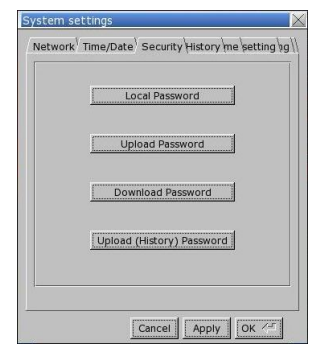 System settings
Network Time/Date Security History me setting ng
Local Password
Upload Password
Download Password
Upload (History) Password
Cancel Apply OK